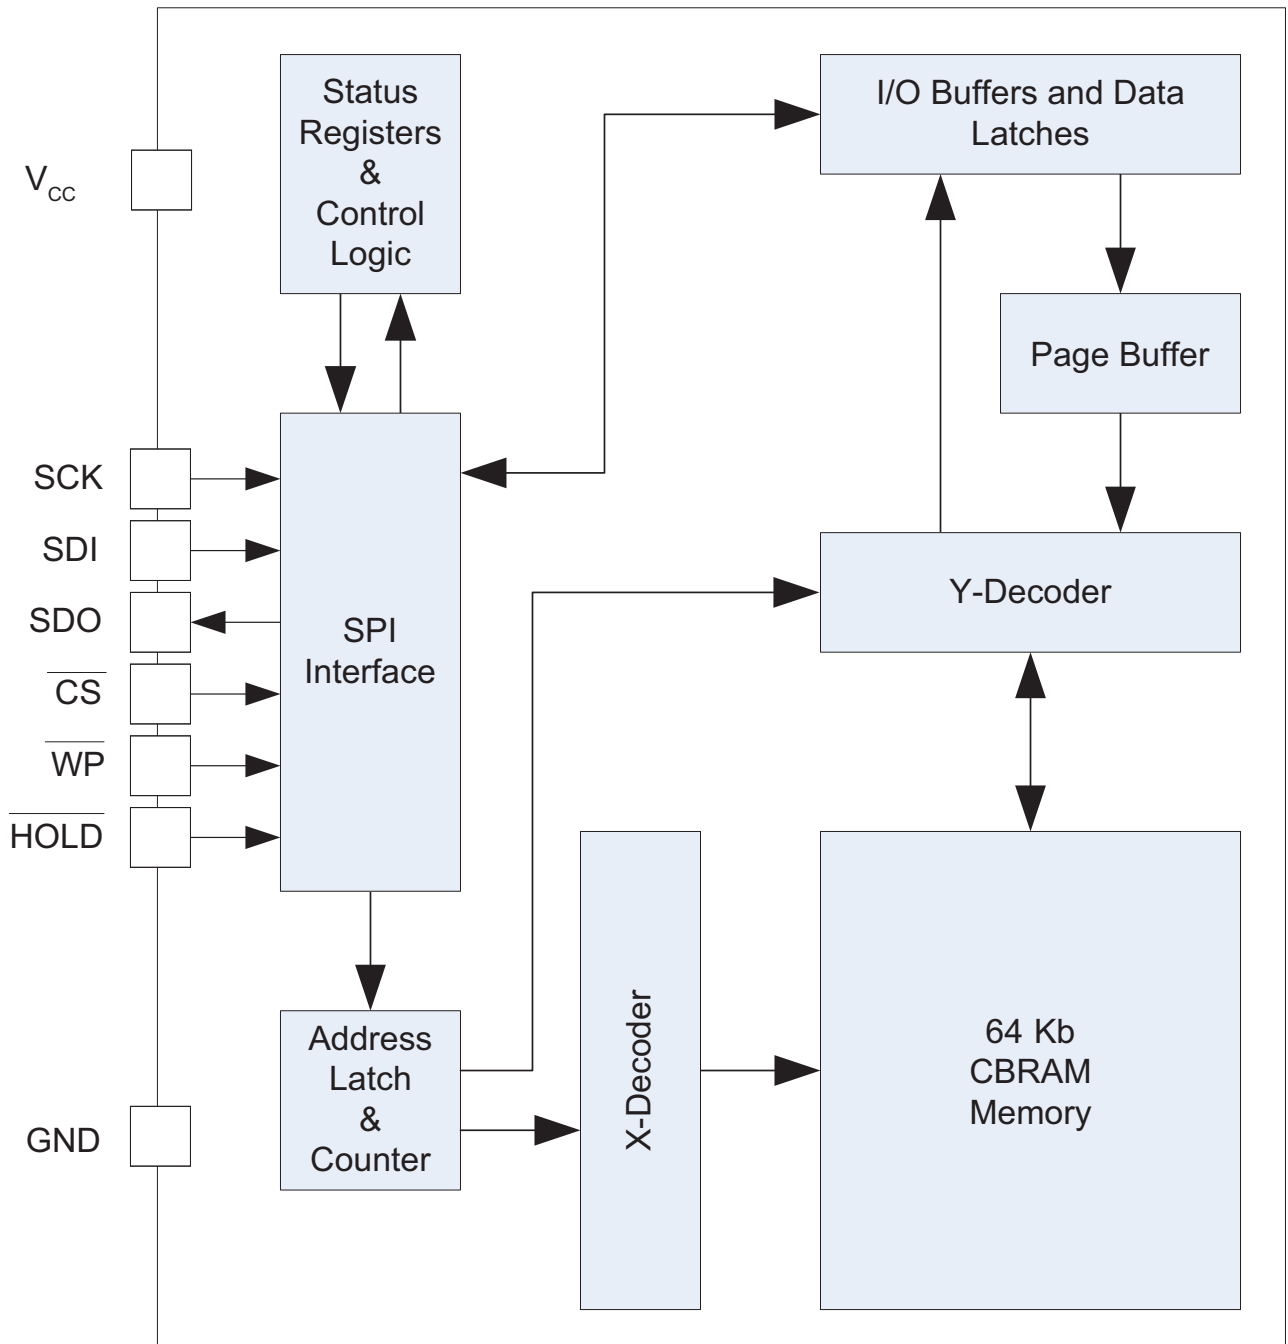 Status
Registers
&
Control
Logic
I/O Buffers and Data
Latches
VCC
Page Buffer
SCK
SDI
SDO
CS
WP
HOLD
SPI
Interface
Y-Decoder
Address
Latch
&
Counter
X-Decoder
64 Kb
CBRAM
Memory
GND